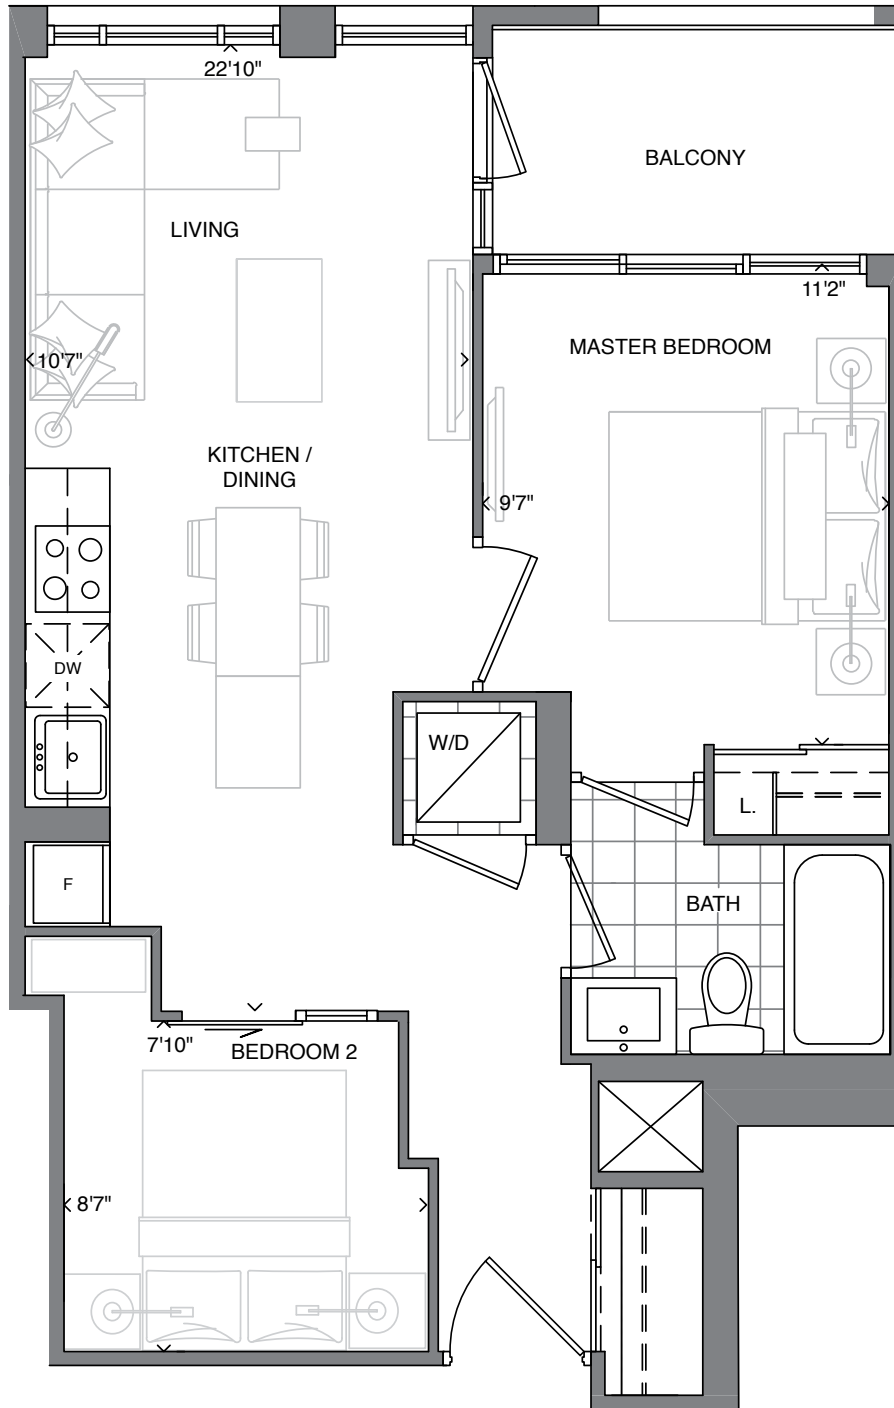 22'10"
BALCONY
LIVING
11'2"
MASTER BEDROOM
10'7"
KITCHEN /
DINING
9'7"
DW
W/D
L.
F
BATH
7'10"
BEDROOM 2
8'7"